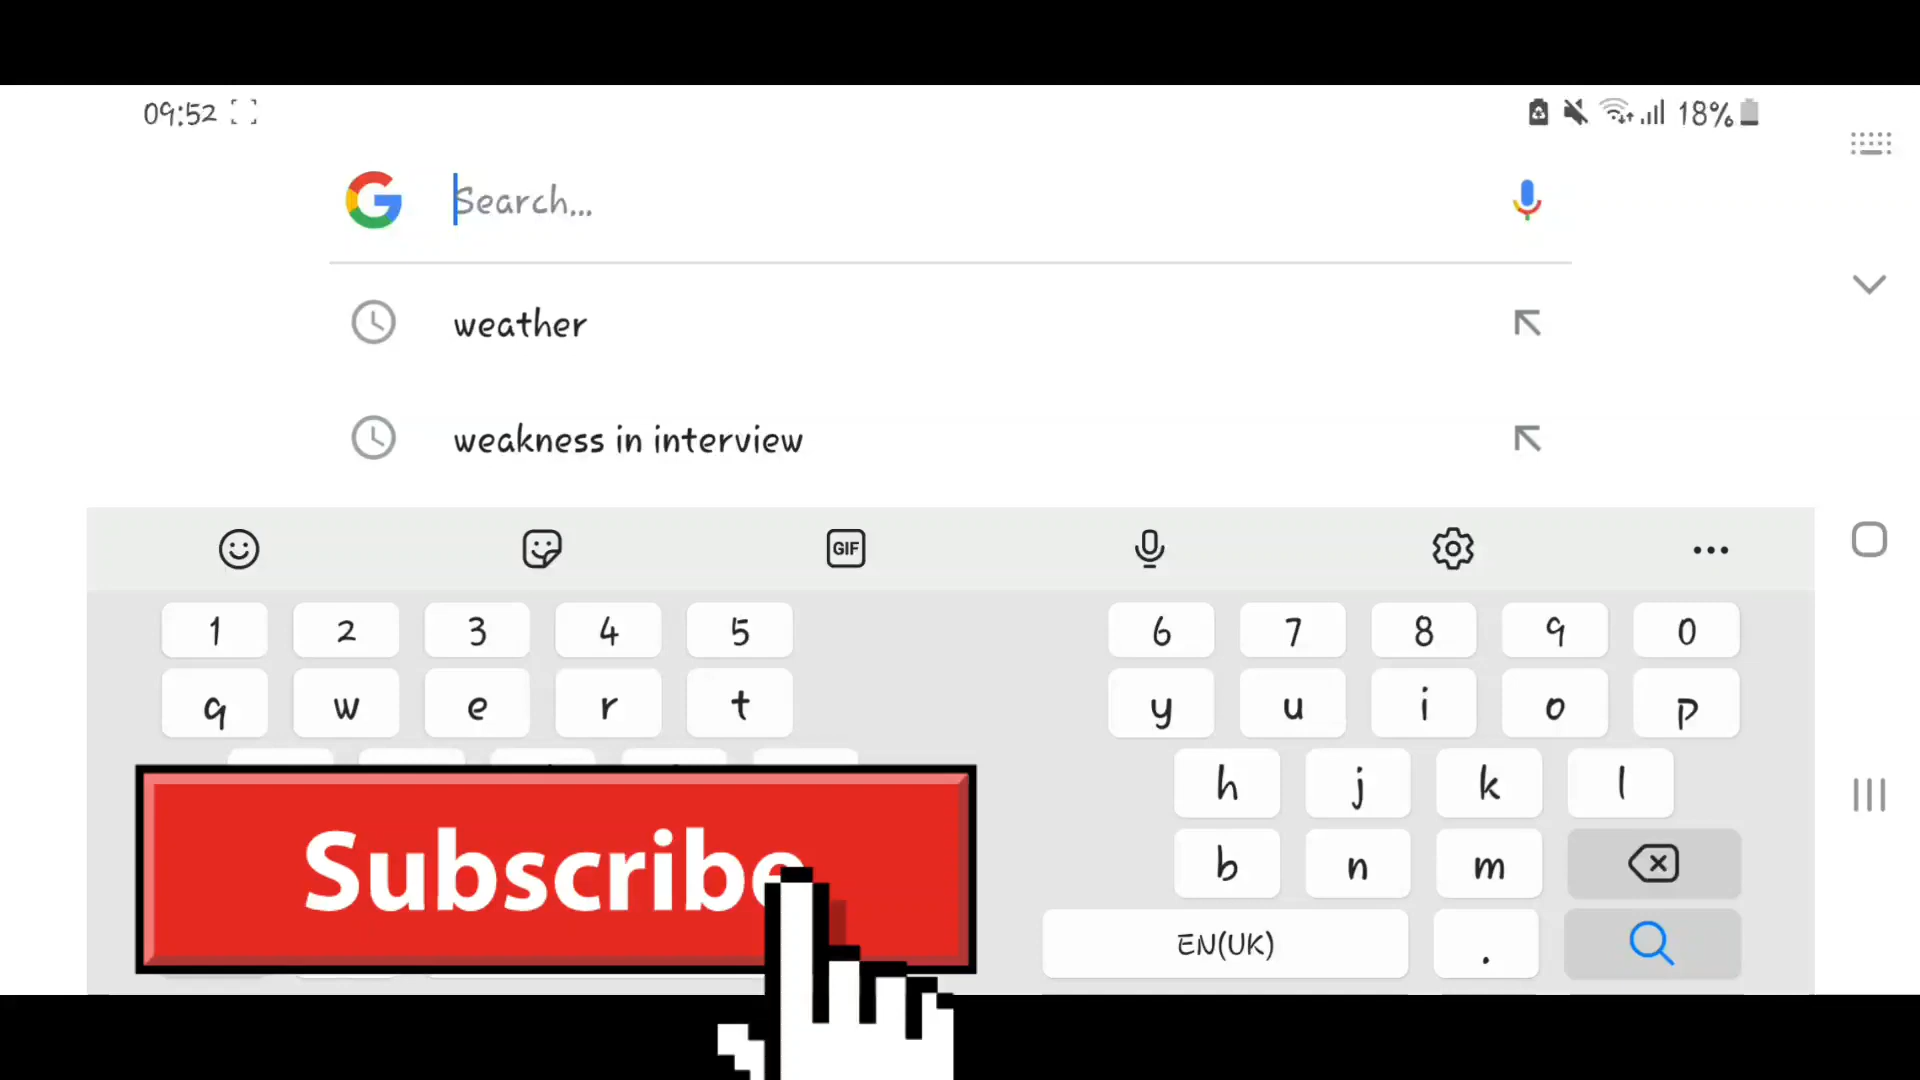 09:52 18%
Search...
weather
weakness in interview
GIF
1 2 3 4 5 6 7 8 9 0
q w e r t y u i o p
h j k l
Subscribe
b n m
EN(UK) .